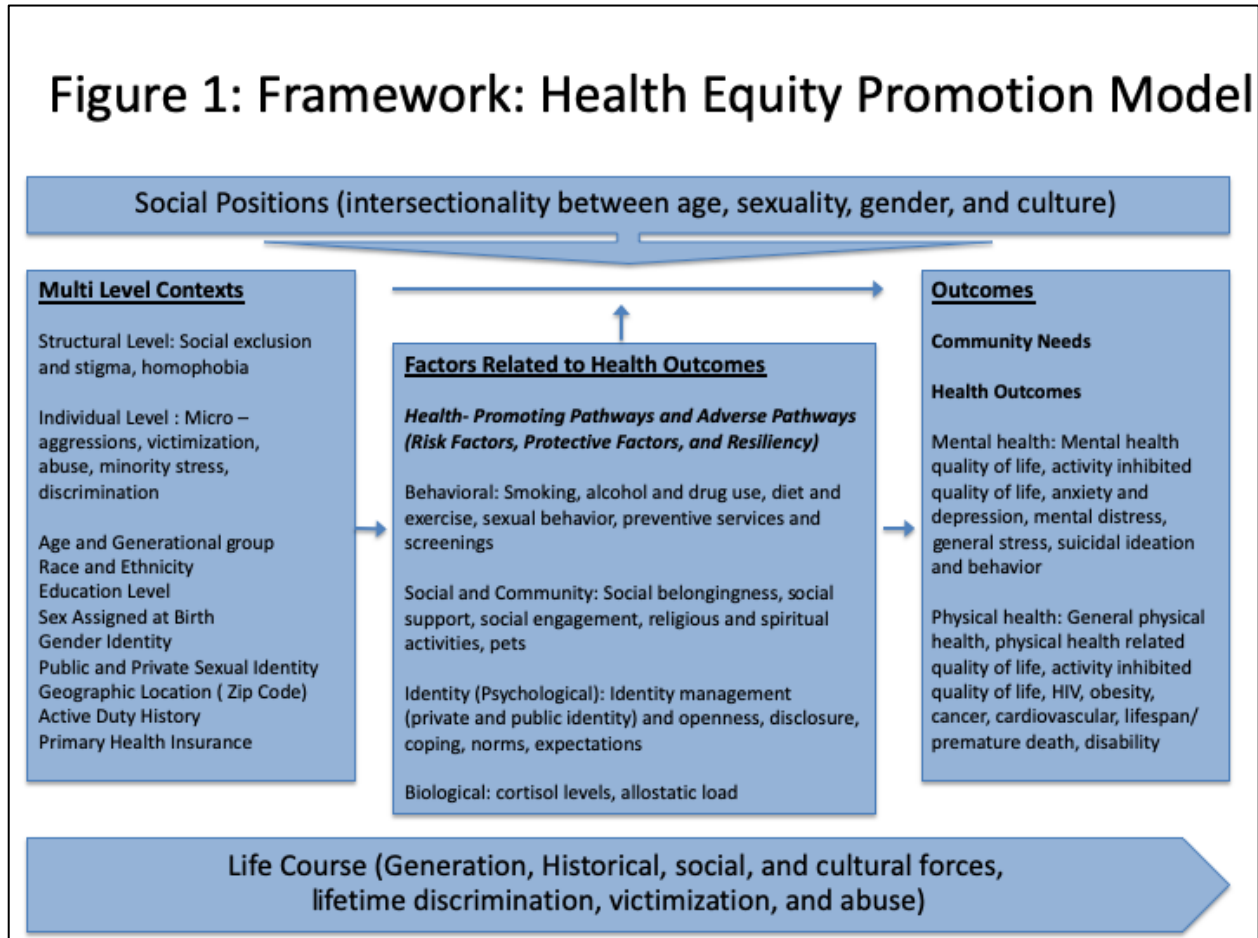 Figure 1: Framework: Health Equity Promotion Model
Social Positions (intersectionality between age, sexuality, gender, and culture)
Multi Level Contexts
Structural Level: Social exclusion
and stigma, homophobia
Individual Level : Micro –
aggressions, victimization,
abuse, minority stress,
discrimination
Age and Generational group
Race and Ethnicity
Education Level
Sex Assigned at Birth
Gender Identity
Public and Private Sexual Identity
Geographic Location ( Zip Code)
Active Duty History
Primary Health Insurance
Factors Related to Health Outcomes
Health- Promoting Pathways and Adverse Pathways
(Risk Factors, Protective Factors, and Resiliency)
Behavioral: Smoking, alcohol and drug use, diet and
exercise, sexual behavior, preventive services and
screenings
Social and Community: Social belongingness, social
support, social engagement, religious and spiritual
activities, pets
Identity (Psychological): Identity management
(private and public identity) and openness, disclosure,
coping, norms, expectations
Biological: cortisol levels, allostatic load
Outcomes
Community Needs
Health Outcomes
Mental health: Mental health
quality of life, activity inhibited
quality of life, anxiety and
depression, mental distress,
general stress, suicidal ideation
and behavior
Physical health: General physical
health, physical health related
quality of life, activity inhibited
quality of life, HIV, obesity,
cancer, cardiovascular, lifespan/
premature death, disability
Life Course (Generation, Historical, social, and cultural forces,
lifetime discrimination, victimization, and abuse)